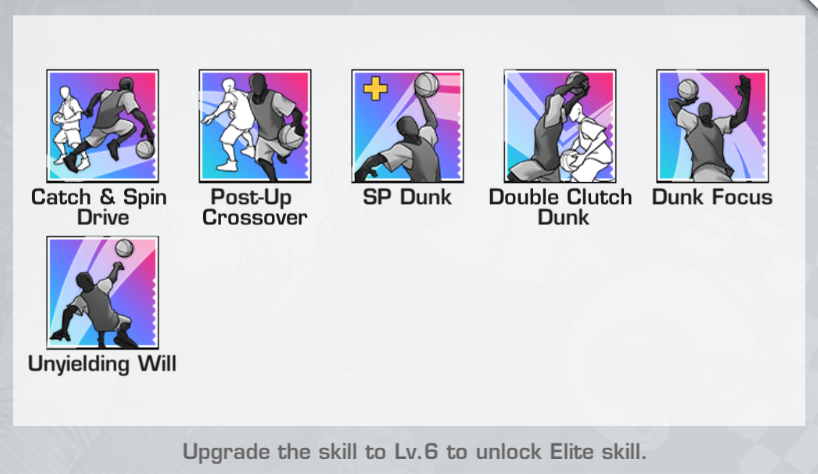 Catch & Spin
Drive
Post-Up
Crossover
SP Dunk
Double Clutch
Dunk
Dunk Focus
Unyielding Will
Upgrade the skill to Lv.6 to unlock Elite skill.